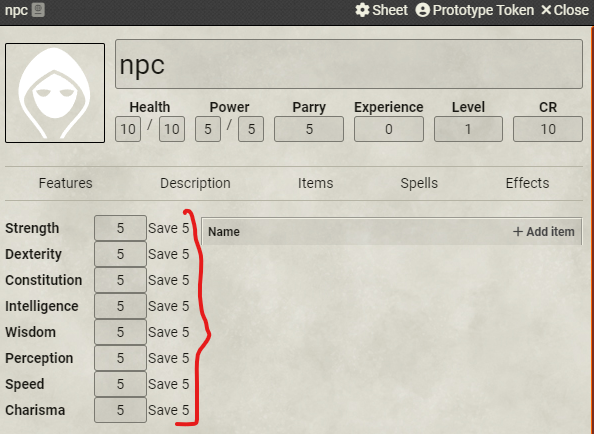 npc Sheet Prototype Token Close
npc
Health Power Parry Experience Level CR
10 / 10 5 / 5 5 0 1 10
Features Description Items Spells Effects
Strength 5 Save 5
Name + Add item
Dexterity 5 Save 5
Constitution 5 Save 5
Intelligence 5 Save 5
Wisdom 5 Save 5
Perception 5 Save 5
Speed 5 Save 5
Charisma 5 Save 5